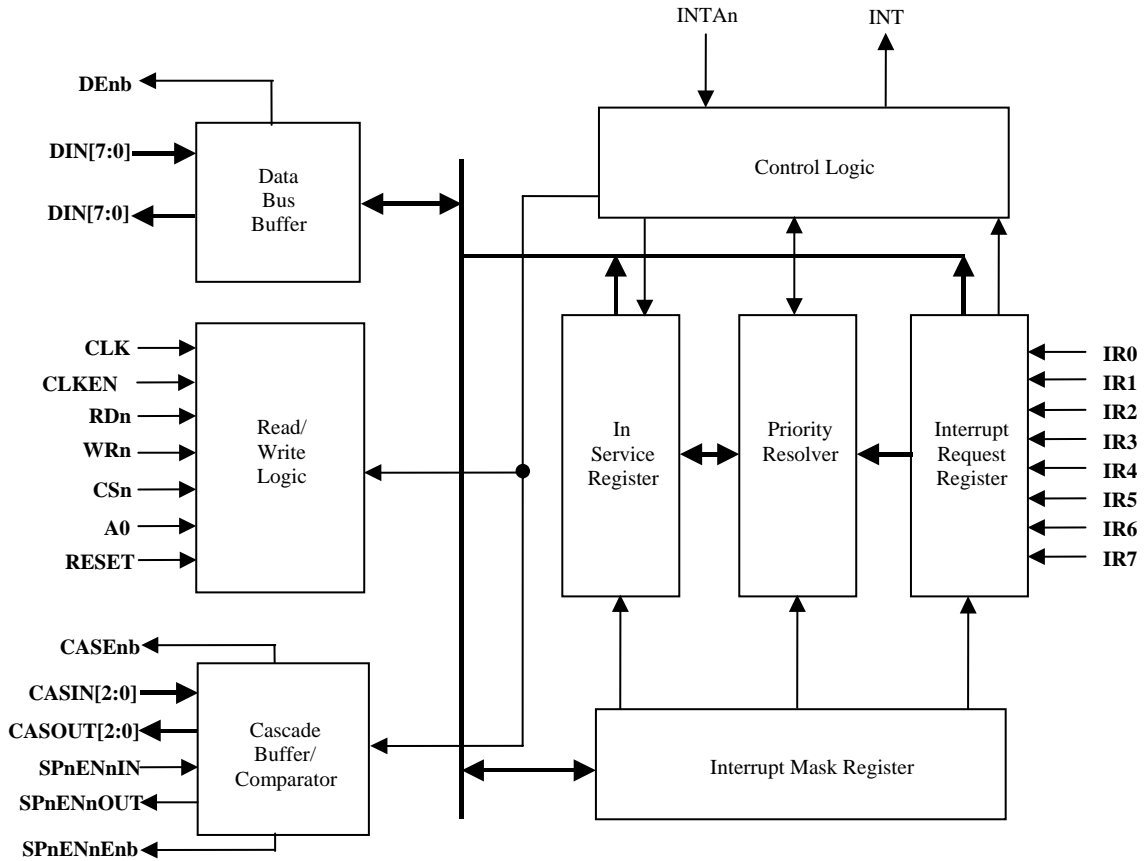 INTAn
INT
DEnb
DIN[7:0]
DIN[7:0]
Data
Bus
Buffer
Control Logic
CLK
CLKEN
RDn
WRn
CSn
A0
RESET
Read/
Write
Logic
In
Service
Register
Priority
Resolver
Interrupt
Request
Register
IR0
IR1
IR2
IR3
IR4
IR5
IR6
IR7
CASEnb
CASIN[2:0]
CASOUT[2:0]
SPnENnIN
SPnENnOUT
SPnENnEnb
Cascade
Buffer/
Comparator
Interrupt Mask Register